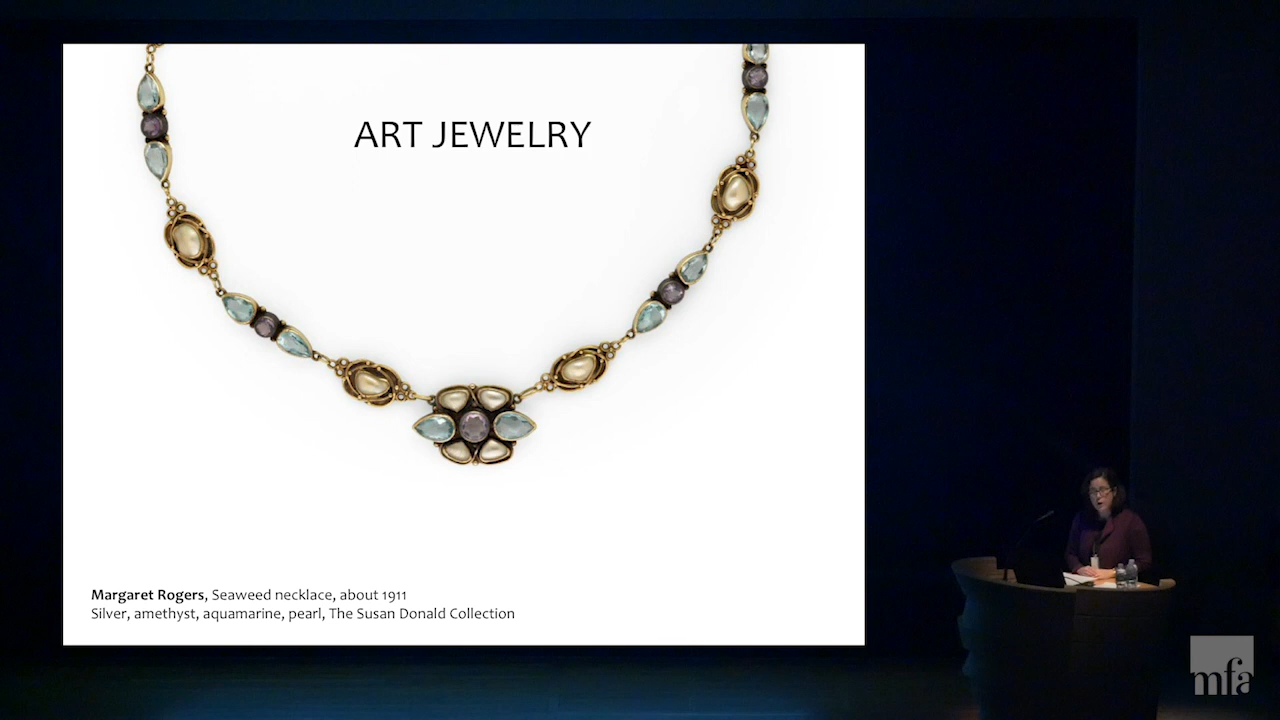 ART JEWELRY
Margaret Rogers, Seaweed necklace, about 1911
Silver, amethyst, aquamarine, pearl, The Susan Donald Collection
mfa